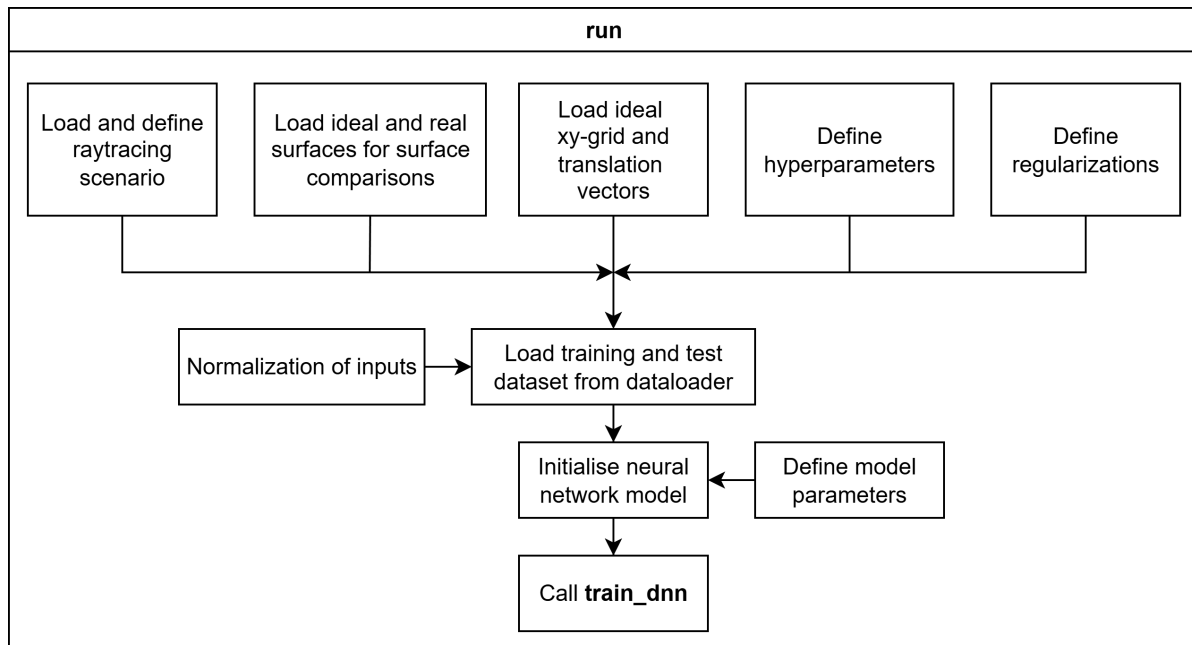 run
Load and define
raytracing
scenario
Load ideal and real
surfaces for surface
comparisons
Load ideal
xy-grid and
translation
vectors
Define
hyperparameters
Define
regularizations
Normalization of inputs
Load training and test
dataset from dataloader
Initialise neural
network model
Define model
parameters
Call train_dnn